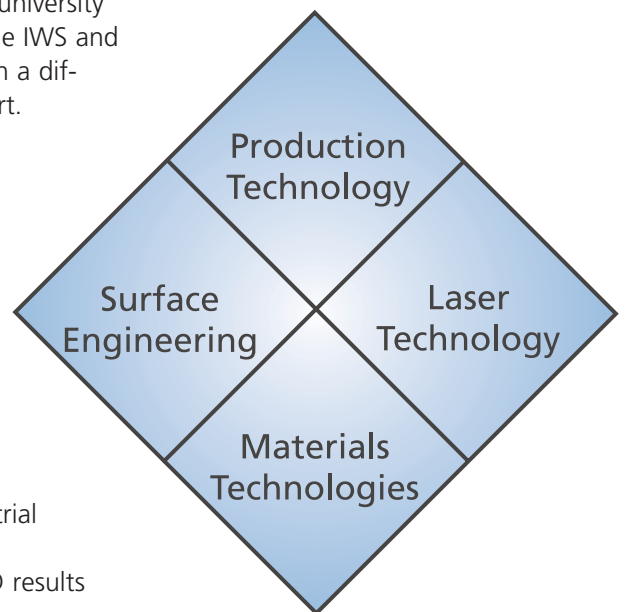 university
e IWS and
n a dif-
rt.
Production
Technology
Surface
Engineering
Laser
Technology
Materials
Technologies
trial
results